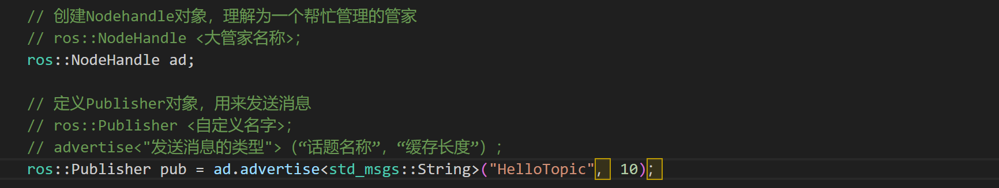 // 创建Nodehandle对象，理解为一个帮忙管理的管家
// ros::NodeHandle <大管家名称>;
ros::NodeHandle ad;
// 定义Publisher对象，用来发送消息
// ros::Publisher <自定义名字>;
// advertise<"发送消息的类型">（“话题名称”，“缓存长度”）;
ros::Publisher pub = ad.advertise<std_msgs::String>("HelloTopic"， 10)；